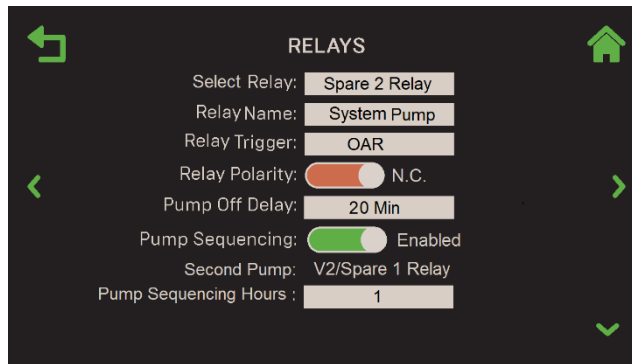 RELAYS
Select Relay: Spare 2 Relay
Relay Name: System Pump
Relay Trigger: OAR
Relay Polarity: N.C.
Pump Off Delay: 20 Min
Pump Sequencing: Enabled
Second Pump: V2/Spare 1 Relay
Pump Sequencing Hours : 1